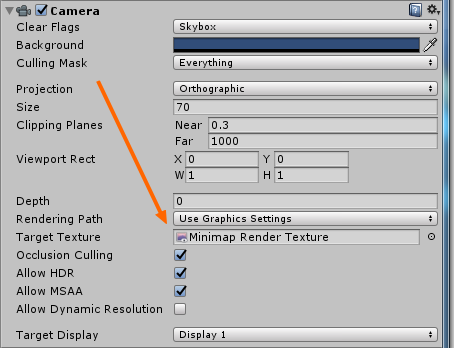 Camera
Clear Flags Skybox
Background
Culling Mask Everything
Projection Orthographic
Size 70
Clipping Planes Near 0.3
Far 1000
Viewport Rect X 0 Y 0
W 1 H 1
Depth 0
Rendering Path Use Graphics Settings
Target Texture Minimap Render Texture
Occlusion Culling
Allow HDR
Allow MSAA
Allow Dynamic Resolution
Target Display Display 1